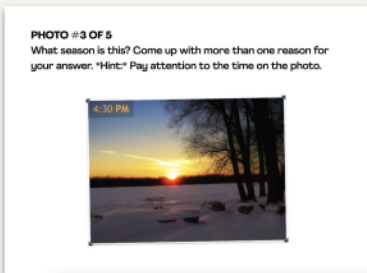 PHOTO #3 OF 5
What season is this? Come up with more than one reason for
your answer. *Hint:* Pay attention to the time on the photo.
4:30 PM